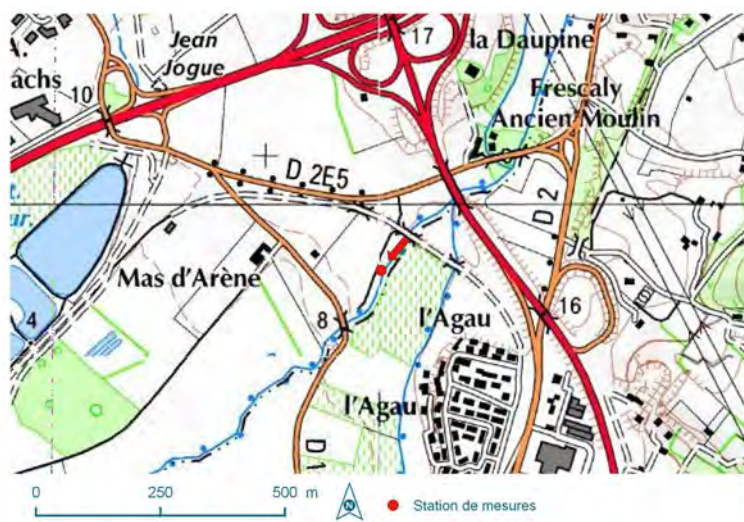 17
la Daupine
Jean
Jogue
achs
10
Frescaly
Ancien Moulin
D 2E5
D 2
Mas d'Arène
4
8
16
l'Agau
l'Agau
D 1
0 250 500 m
N
Station de mesures